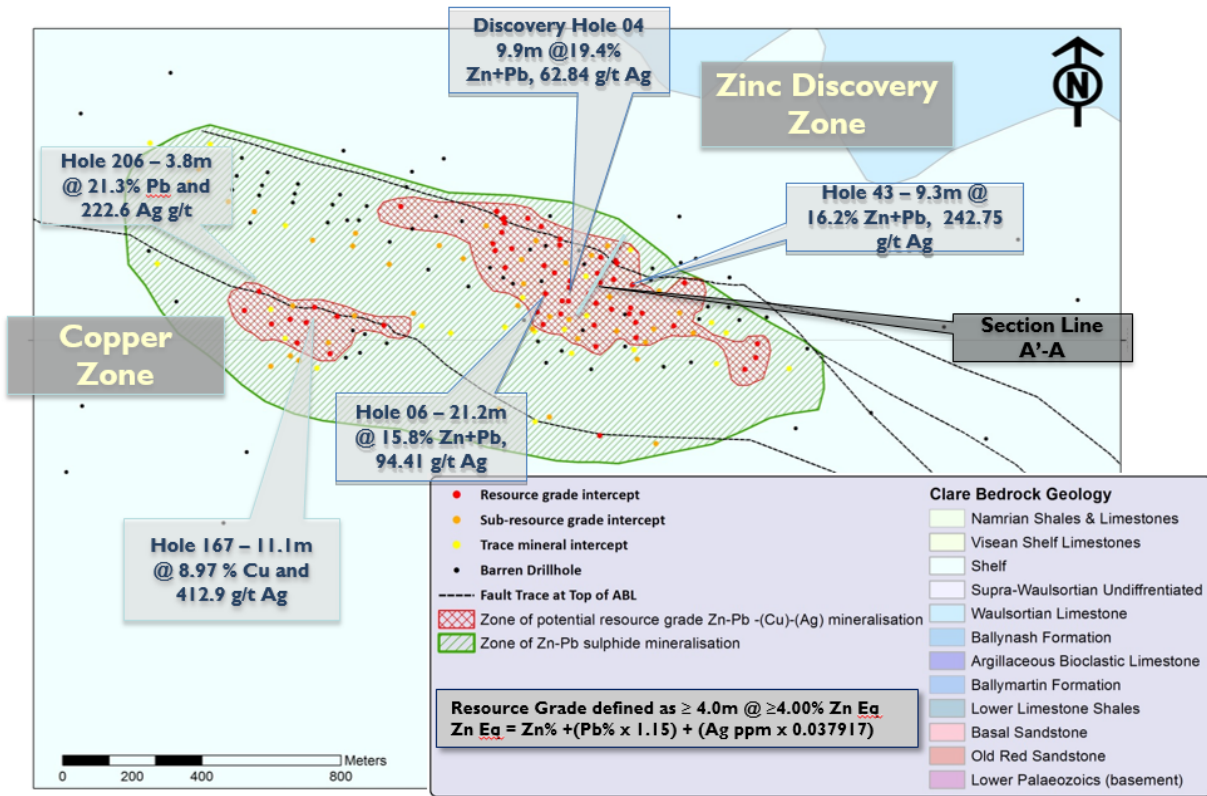 Discovery Hole 04
9.9m @19.4%
Zn+Pb, 62.84 g/t Ag
Zinc Discovery
Zone
N
Hole 206 – 3.8m
@ 21.3% Pb and
222.6 Ag g/t
Hole 43 – 9.3m @
16.2% Zn+Pb, 242.75
g/t Ag
Copper
Zone
Section Line
A'-A
Hole 06 – 21.2m
@ 15.8% Zn+Pb,
94.41 g/t Ag
Hole 167 – 11.1m
@ 8.97 % Cu and
412.9 g/t Ag
Resource grade intercept
Sub-resource grade intercept
Trace mineral intercept
Barren Drillhole
Fault Trace at Top of ABL
Zone of potential resource grade Zn-Pb -(Cu)-(Ag) mineralisation
Zone of Zn-Pb sulphide mineralisation
Resource Grade defined as ≥ 4.0m @ ≥4.00% Zn Eq
Zn Eq = Zn% +(Pb% x 1.15) + (Ag ppm x 0.037917)
Clare Bedrock Geology
Namrian Shales & Limestones
Visean Shelf Limestones
Shelf
Supra-Waulsortian Undifferentiated
Waulsortian Limestone
Ballynash Formation
Argillaceous Bioclastic Limestone
Ballymartin Formation
Lower Limestone Shales
Basal Sandstone
Old Red Sandstone
Lower Palaeozoics (basement)
Meters
0 200 400 800